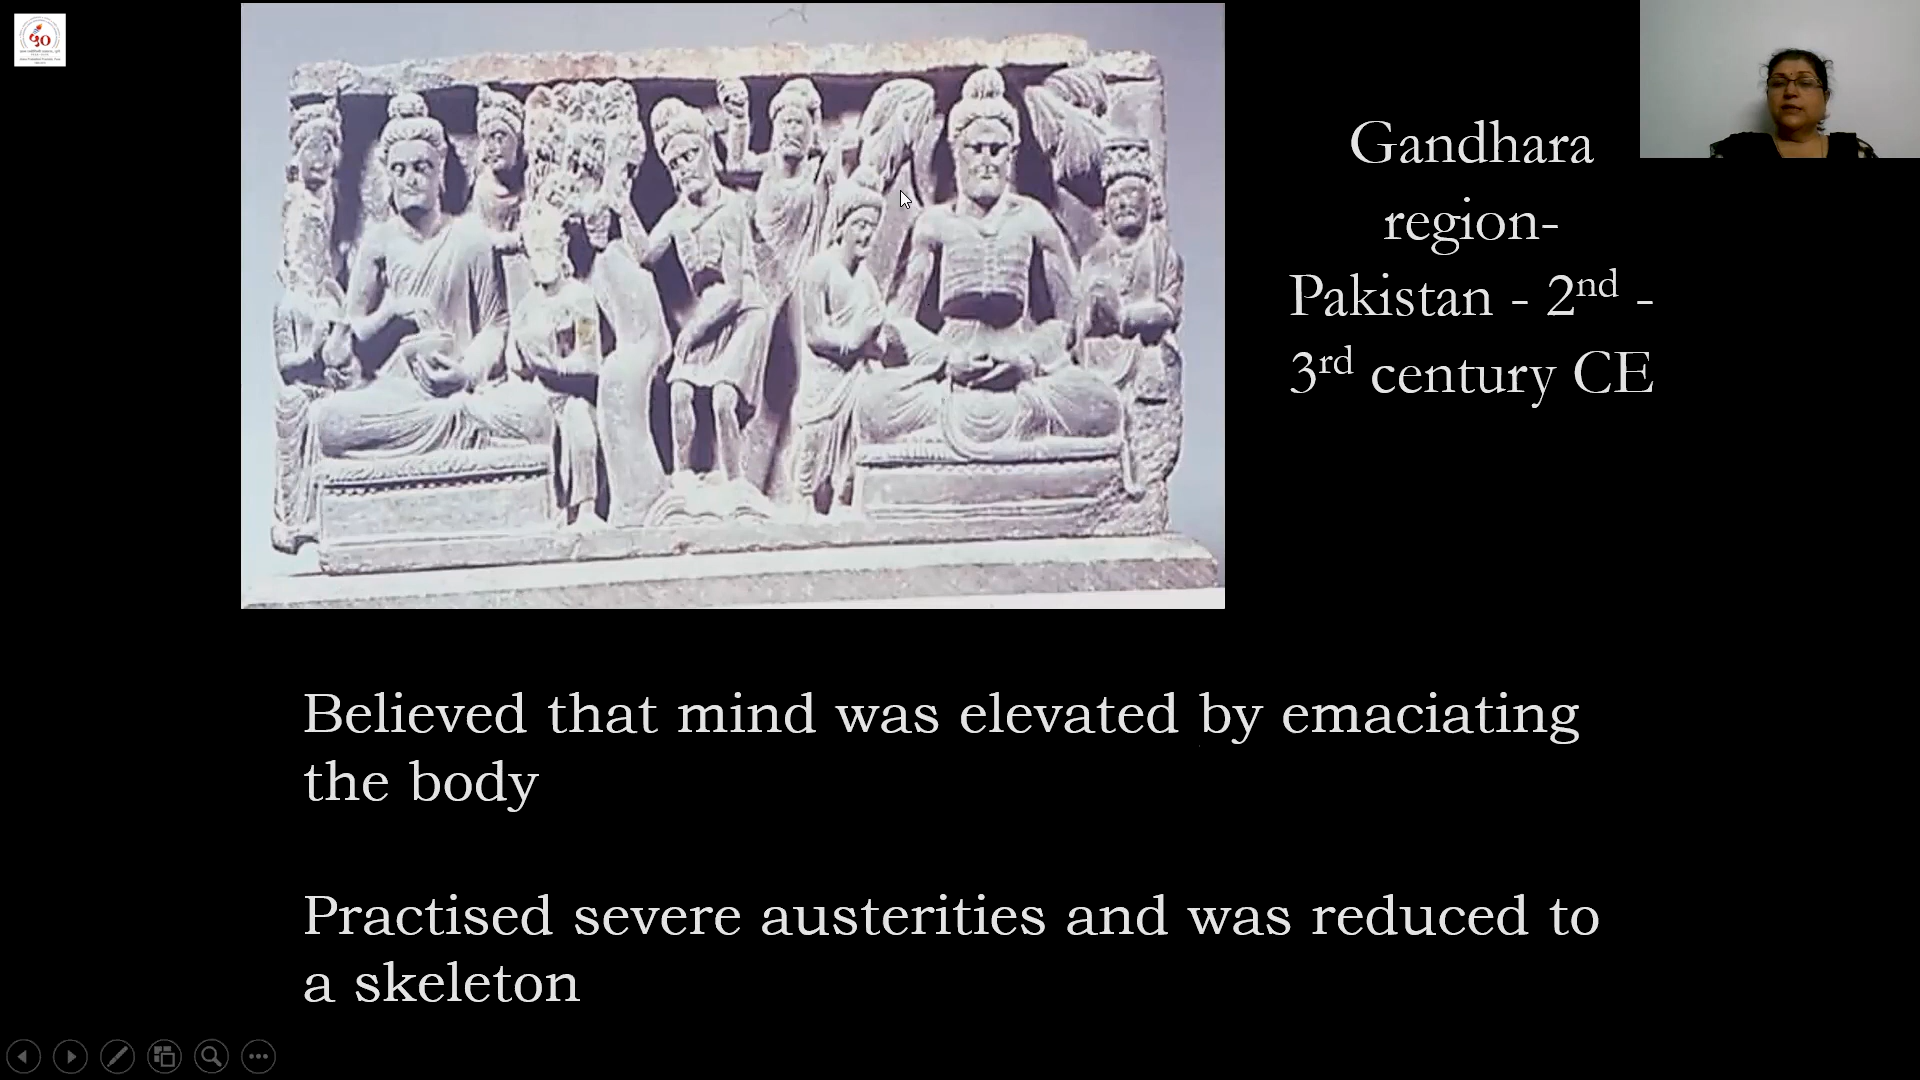 ५०
Gandhara
region-
Pakistan - 2nd -
3rd century CE
Believed that mind was elevated by emaciating
the body
Practised severe austerities and was reduced to
a skeleton